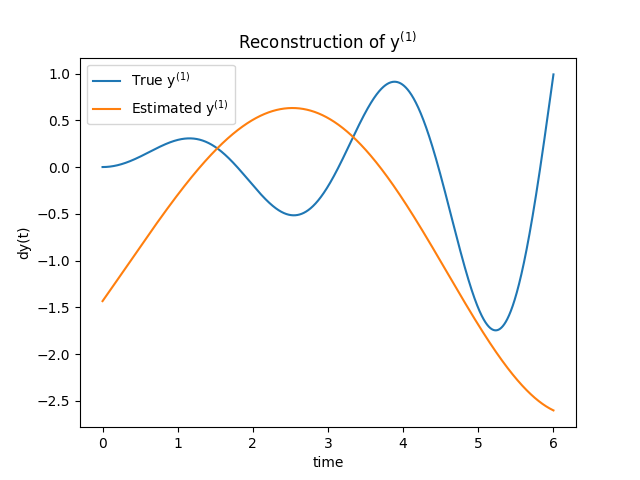 Reconstruction of y⁽¹⁾
True y⁽¹⁾
Estimated y⁽¹⁾
dy(t)
1.0
0.5
0.0
−0.5
−1.0
−1.5
−2.0
−2.5
0 1 2 3 4 5 6
time